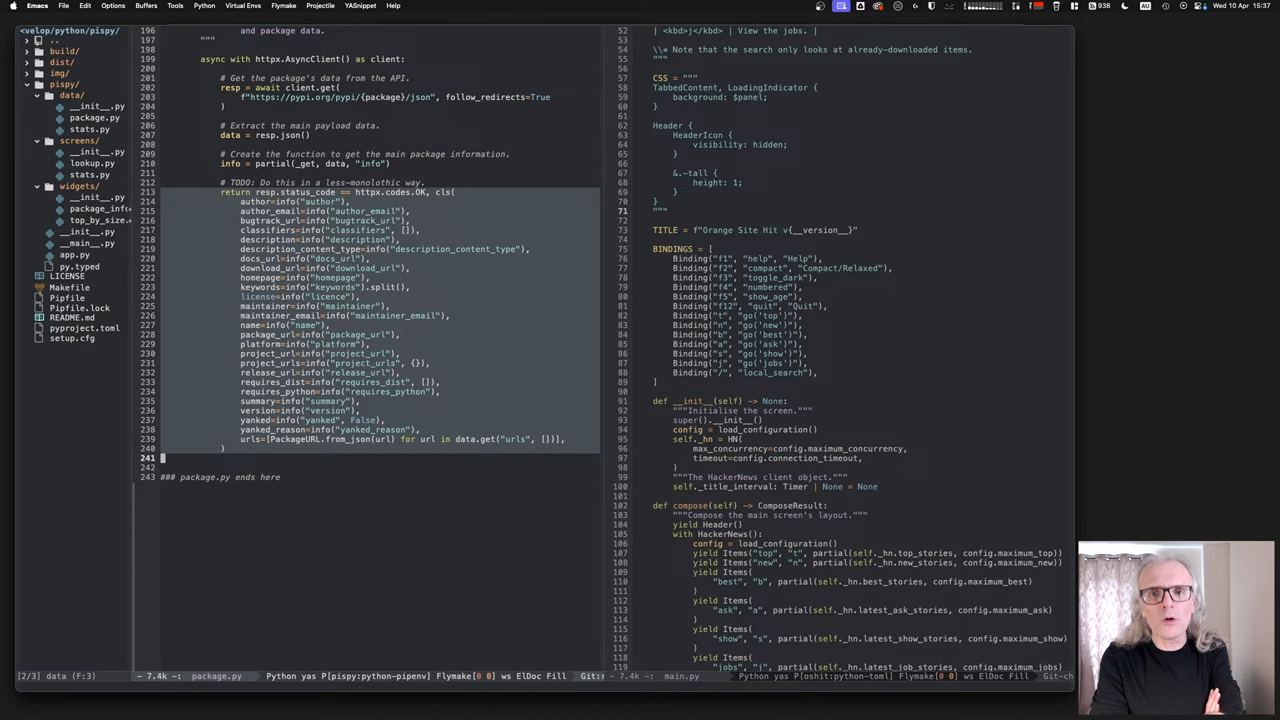 Emacs File Edit Options Buffers Tools Python Virtual Envs Flymake Projectile YASnippet Help 938 AU Wed 10 Apr 15:37
<velop/python/pispy/
..
build/
dist/
img/
pispy/
data/
__init__.py
package.py
stats.py
screens/
__init__.py
lookup.py
stats.py
widgets/
__init__.py
package_info
top_by_size.
__init__.py
__main__.py
app.py
py.typed
LICENSE
Makefile
Pipfile
Pipfile.lock
README.md
pyproject.toml
setup.cfg
196 and package data.
197 """
198
199 async with httpx.AsyncClient() as client:
200
201 # Get the package's data from the API.
202 resp = await client.get(
203 f"https://pypi.org/pypi/{package}/json", follow_redirects=True
204 )
205
206 # Extract the main payload data.
207 data = resp.json()
208
209 # Create the function to get the main package information.
210 info = partial(_get, data, "info")
211
212 # TODO: Do this in a less-monolothic way.
213 return resp.status_code == httpx.codes.OK, cls(
214 author=info("author"),
215 author_email=info("author_email"),
216 bugtrack_url=info("bugtrack_url"),
217 classifiers=info("classifiers", []),
218 description=info("description"),
219 description_content_type=info("description_content_type"),
220 docs_url=info("docs_url"),
221 download_url=info("download_url"),
222 homepage=info("homepage"),
223 keywords=info("keywords").split(),
224 license=info("licence"),
225 maintainer=info("maintainer"),
226 maintainer_email=info("maintainer_email"),
227 name=info("name"),
228 package_url=info("package_url"),
229 platform=info("platform"),
230 project_url=info("project_url"),
231 project_urls=info("project_urls", {}),
232 release_url=info("release_url"),
233 requires_dist=info("requires_dist", []),
234 requires_python=info("requires_python"),
235 summary=info("summary"),
236 version=info("version"),
237 yanked=info("yanked", False),
238 yanked_reason=info("yanked_reason"),
239 urls=[PackageURL.from_json(url) for url in data.get("urls", [])],
240 )
241
242
243 ### package.py ends here
52 | <kbd>j</kbd> | View the jobs. |
53
54 \\* Note that the search only looks at already-downloaded items.
55 """
56
57 CSS = """
58 TabbedContent, LoadingIndicator {
59 background: $panel;
60 }
61
62 Header {
63 HeaderIcon {
64 visibility: hidden;
65 }
66
67 &.-tall {
68 height: 1;
69 }
70 }
71 """
72
73 TITLE = f"Orange Site Hit v{__version__}"
74
75 BINDINGS = [
76 Binding("f1", "help", "Help"),
77 Binding("f2", "compact", "Compact/Relaxed"),
78 Binding("f3", "toggle_dark"),
79 Binding("f4", "numbered"),
80 Binding("f5", "show_age"),
81 Binding("f12", "quit", "Quit"),
82 Binding("t", "go('top')"),
83 Binding("n", "go('new')"),
84 Binding("b", "go('best')"),
85 Binding("a", "go('ask')"),
86 Binding("s", "go('show')"),
87 Binding("j", "go('jobs')"),
88 Binding("/", "local_search"),
89 ]
90
91 def __init__(self) -> None:
92 """Initialise the screen."""
93 super().__init__()
94 config = load_configuration()
95 self._hn = HN(
96 max_concurrency=config.maximum_concurrency,
97 timeout=config.connection_timeout,
98 )
99 """The HackerNews client object."""
100 self._title_interval: Timer | None = None
101
102 def compose(self) -> ComposeResult:
103 """Compose the main screen's layout."""
104 yield Header()
105 with HackerNews():
106 config = load_configuration()
107 yield Items("top", "t", partial(self._hn.top_stories, config.maximum_top))
108 yield Items("new", "n", partial(self._hn.new_stories, config.maximum_new))
109 yield Items(
110 "best", "b", partial(self._hn.best_stories, config.maximum_best)
111 )
112 yield Items(
113 "ask", "a", partial(self._hn.latest_ask_stories, config.maximum_ask)
114 )
115 yield Items(
116 "show", "s", partial(self._hn.latest_show_stories, config.maximum_show)
117 )
118 yield Items(
119 "jobs", "j", partial(self._hn.latest_job_stories, config.maximum_jobs)
[2/3] data (F:3) - 7.4k -: package.py Python yas P[pispy:python-pipenv] Flymake[0 0] ws ElDoc Fill Git:m - 7.4k -: main.py Python yas P[oshit:python-toml] Flymake[0 0] ws ElDoc Fill Git-ch